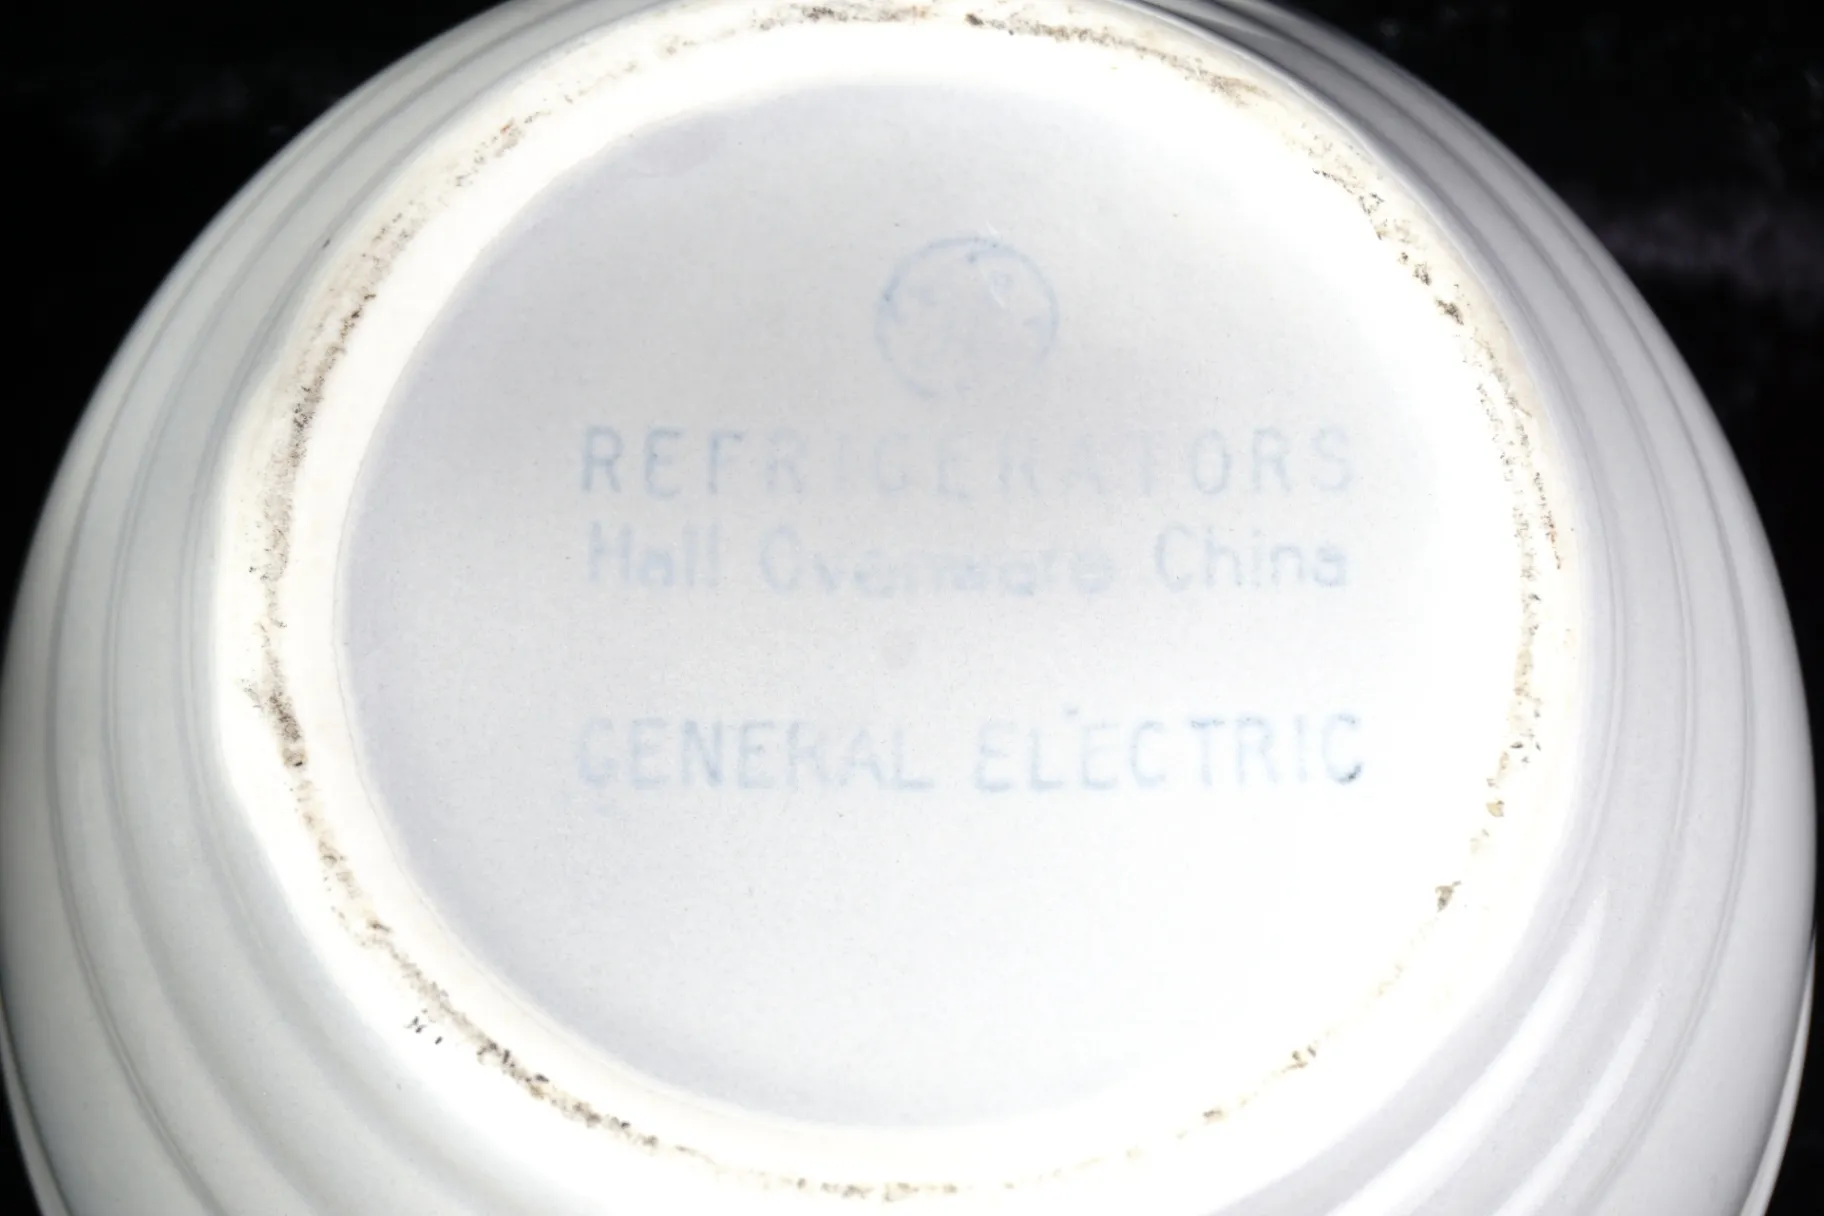 REFRIGERATORS
Hall Ovenware China
GENERAL ELECTRIC